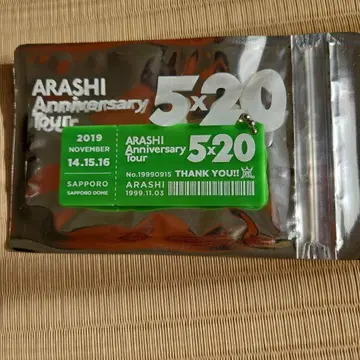 ARASHI
Anniversary
Tour
5×20
2019
NOVEMBER
14.15.16
SAPPORO
SAPPORO DOME
ARASHI
Anniversary
Tour
5×20
No.19990915 THANK YOU!!
ARASHI
1999.11.03